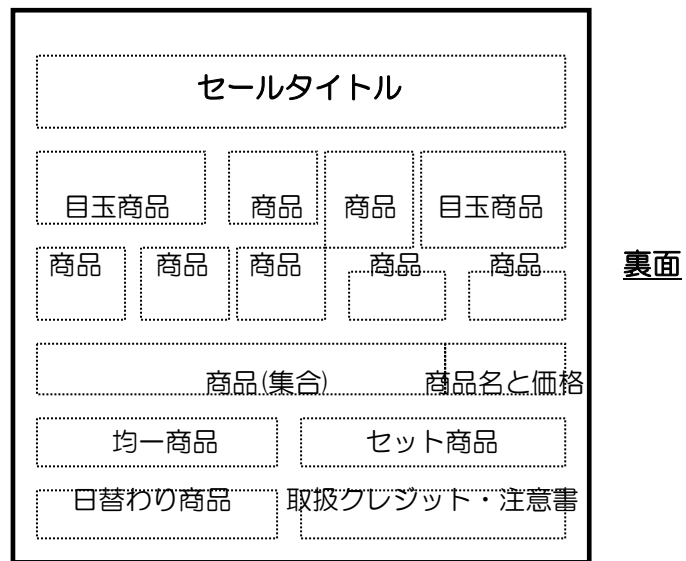 セールタイトル
目玉商品 商品 商品 目玉商品
商品 商品 商品 商品 商品
裏面
商品(集合) 商品名と価格
均一商品 セット商品
日替わり商品 取扱クレジット・注意書